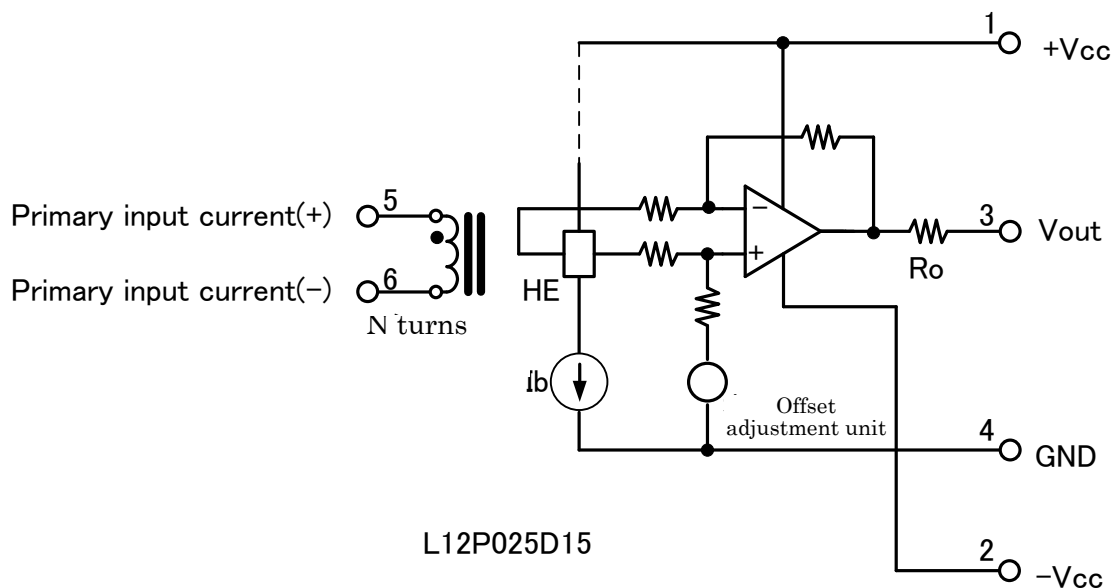 1
+Vcc
Primary input current(+)
5
−
+
3
Vout
Ro
Primary input current(−)
6
N turns
HE
Ib
Offset
adjustment unit
4
GND
L12P025D15
2
−Vcc